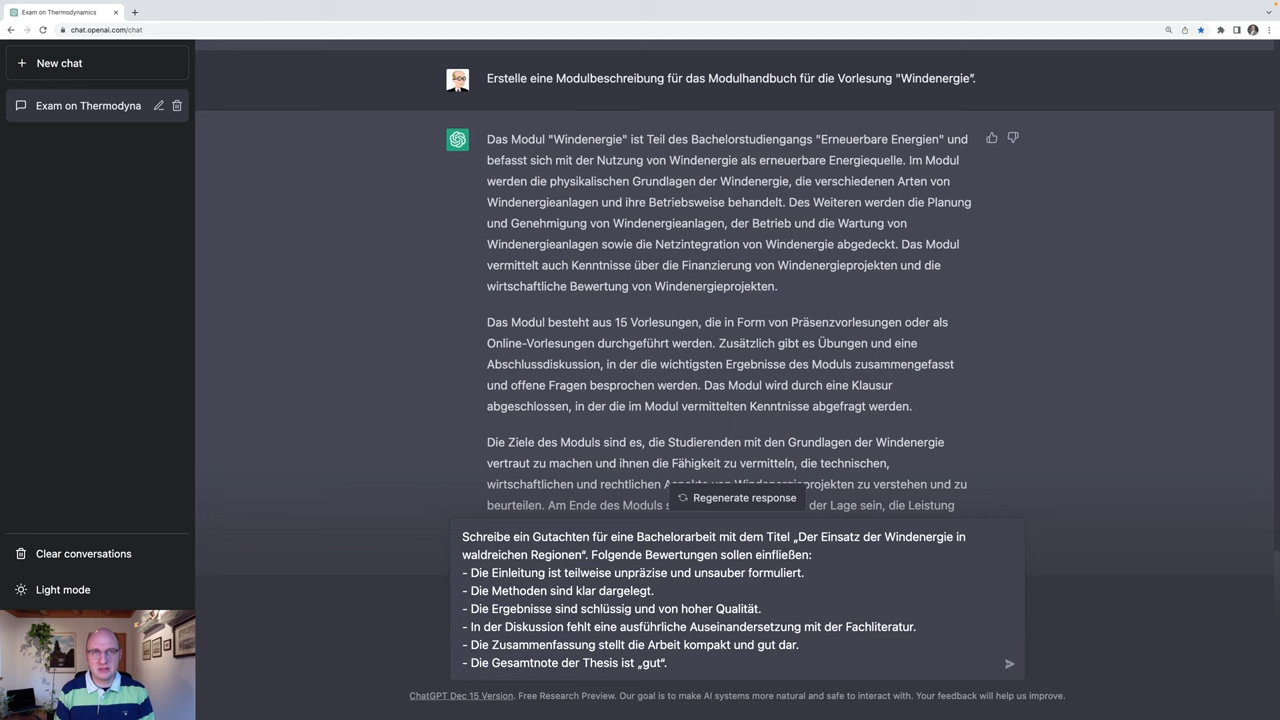 Exam on Thermodynamics
chat.openai.com/chat
New chat
Exam on Thermodyna
Clear conversations
Light mode
Erstelle eine Modulbeschreibung für das Modulhandbuch für die Vorlesung "Windenergie".
Das Modul "Windenergie" ist Teil des Bachelorstudiengangs "Erneuerbare Energien" und
befasst sich mit der Nutzung von Windenergie als erneuerbare Energiequelle. Im Modul
werden die physikalischen Grundlagen der Windenergie, die verschiedenen Arten von
Windenergieanlagen und ihre Betriebsweise behandelt. Des Weiteren werden die Planung
und Genehmigung von Windenergieanlagen, der Betrieb und die Wartung von
Windenergieanlagen sowie die Netzintegration von Windenergie abgedeckt. Das Modul
vermittelt auch Kenntnisse über die Finanzierung von Windenergieprojekten und die
wirtschaftliche Bewertung von Windenergieprojekten.
Das Modul besteht aus 15 Vorlesungen, die in Form von Präsenzvorlesungen oder als
Online-Vorlesungen durchgeführt werden. Zusätzlich gibt es Übungen und eine
Abschlussdiskussion, in der die wichtigsten Ergebnisse des Moduls zusammengefasst
und offene Fragen besprochen werden. Das Modul wird durch eine Klausur
abgeschlossen, in der die im Modul vermittelten Kenntnisse abgefragt werden.
Die Ziele des Moduls sind es, die Studierenden mit den Grundlagen der Windenergie
vertraut zu machen und ihnen die Fähigkeit zu vermitteln, die technischen,
wirtschaftlichen und rechtlichen Aspekte von Windenergieprojekten zu verstehen und zu
beurteilen. Am Ende des Moduls s der Lage sein, die Leistung
Regenerate response
Schreibe ein Gutachten für eine Bachelorarbeit mit dem Titel „Der Einsatz der Windenergie in
waldreichen Regionen“. Folgende Bewertungen sollen einfließen:
- Die Einleitung ist teilweise unpräzise und unsauber formuliert.
- Die Methoden sind klar dargelegt.
- Die Ergebnisse sind schlüssig und von hoher Qualität.
- In der Diskussion fehlt eine ausführliche Auseinandersetzung mit der Fachliteratur.
- Die Zusammenfassung stellt die Arbeit kompakt und gut dar.
- Die Gesamtnote der Thesis ist „gut“.
ChatGPT Dec 15 Version. Free Research Preview. Our goal is to make AI systems more natural and safe to interact with. Your feedback will help us improve.